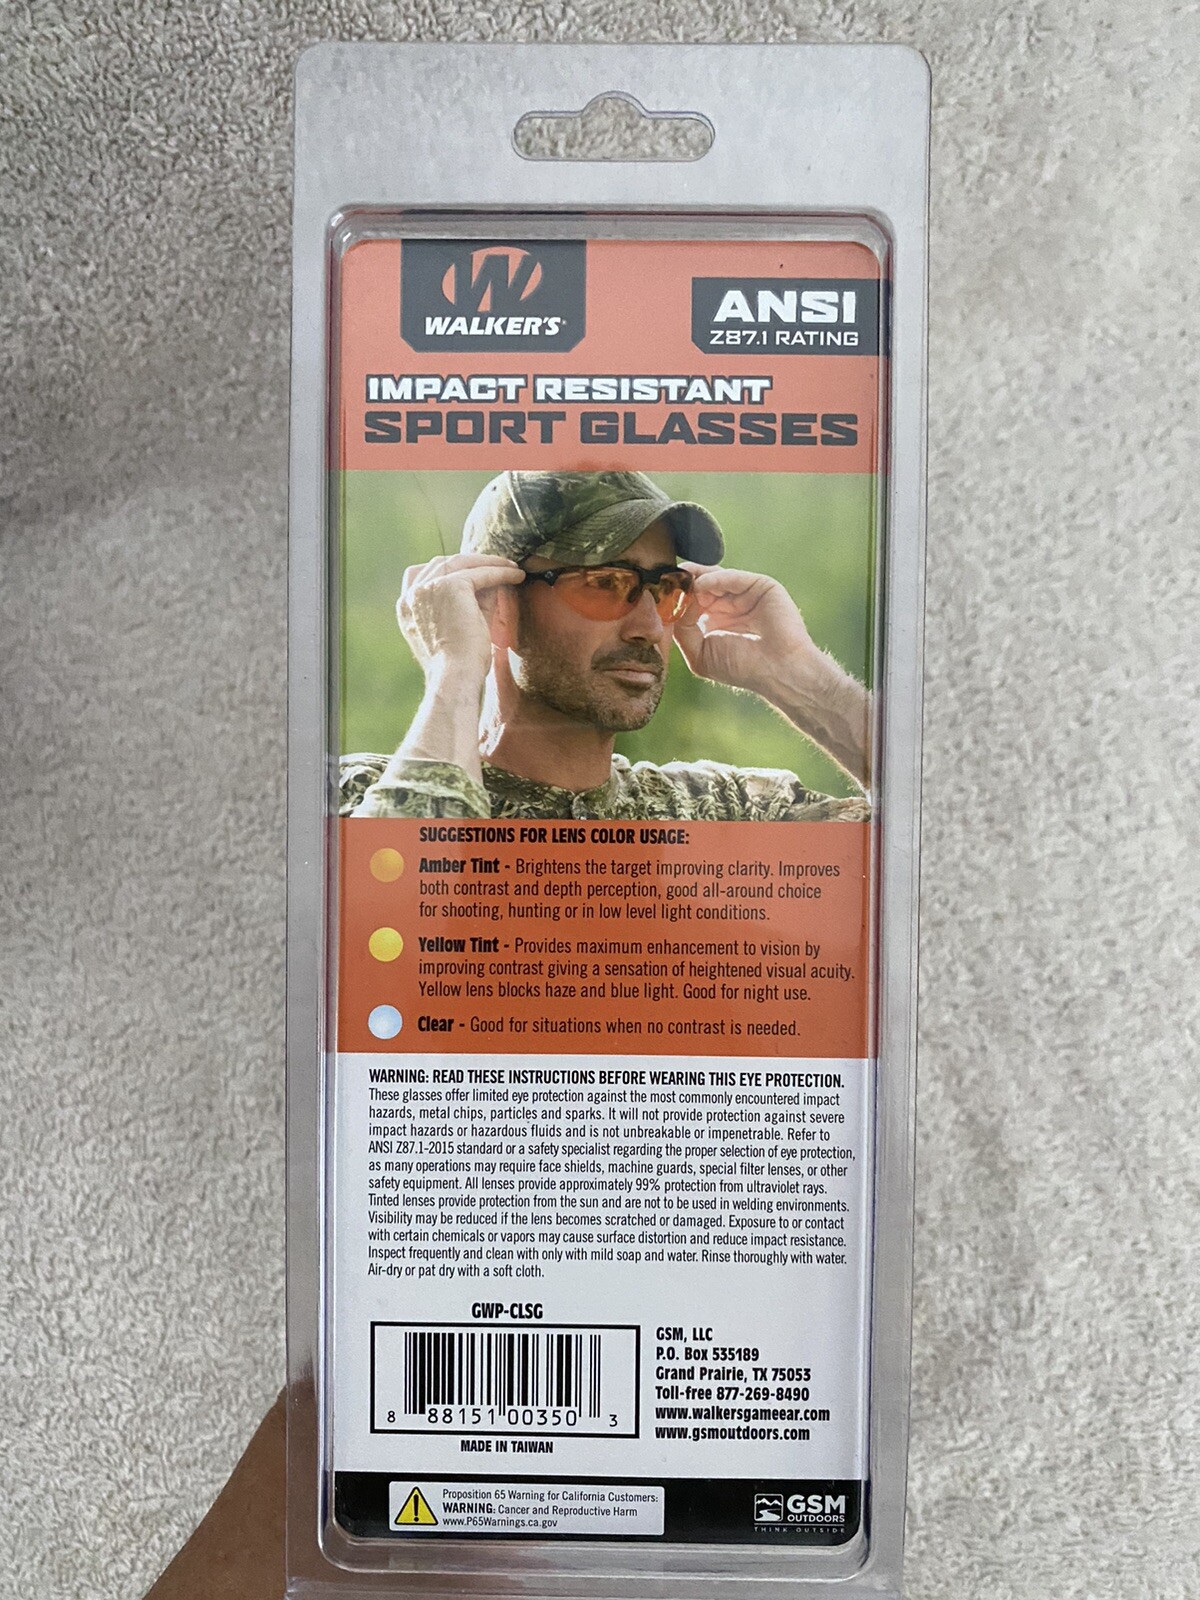 W
WALKER'S
ANSI
Z87.1 RATING
IMPACT RESISTANT
SPORT GLASSES
SUGGESTIONS FOR LENS COLOR USAGE:
Amber Tint - Brightens the target improving clarity. Improves
both contrast and depth perception, good all-around choice
for shooting, hunting or in low level light conditions.
Yellow Tint - Provides maximum enhancement to vision by
improving contrast giving a sensation of heightened visual acuity.
Yellow lens blocks haze and blue light. Good for night use.
Clear - Good for situations when no contrast is needed.
WARNING: READ THESE INSTRUCTIONS BEFORE WEARING THIS EYE PROTECTION.
These glasses offer limited eye protection against the most commonly encountered impact
hazards, metal chips, particles and sparks. It will not provide protection against severe
impact hazards or hazardous fluids and is not unbreakable or impenetrable. Refer to
ANSI Z87.1-2015 standard or a safety specialist regarding the proper selection of eye protection,
as many operations may require face shields, machine guards, special filter lenses, or other
safety equipment. All lenses provide approximately 99% protection from ultraviolet rays.
Tinted lenses provide protection from the sun and are not to be used in welding environments.
Visibility may be reduced if the lens becomes scratched or damaged. Exposure to or contact
with certain chemicals or vapors may cause surface distortion and reduce impact resistance.
Inspect frequently and clean with only with mild soap and water. Rinse thoroughly with water.
Air-dry or pat dry with a soft cloth.
GWP-CLSG
8 88151 00350 3
MADE IN TAIWAN
GSM, LLC
P.O. Box 535189
Grand Prairie, TX 75053
Toll-free 877-269-8490
www.walkersgameear.com
www.gsmoutdoors.com
Proposition 65 Warning for California Customers:
WARNING: Cancer and Reproductive Harm
www.P65Warnings.ca.gov
GSM
OUTDOORS
THINK OUTSIDE